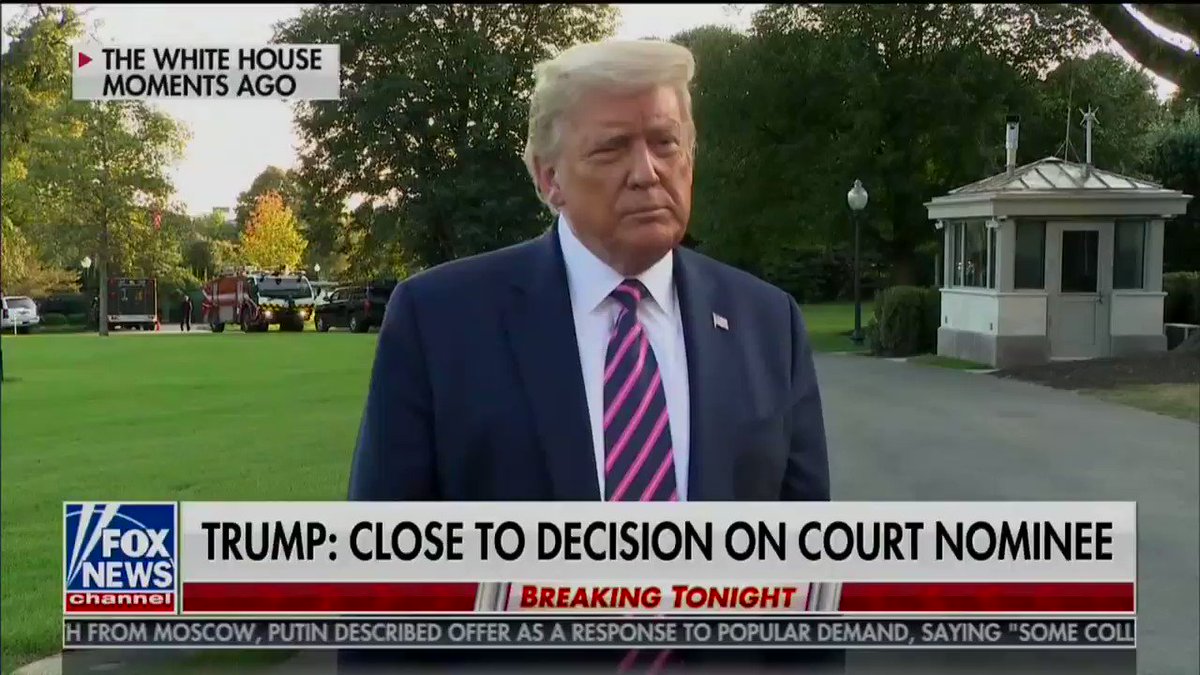 THE WHITE HOUSE
MOMENTS AGO
FOX
NEWS
channel
TRUMP: CLOSE TO DECISION ON COURT NOMINEE
BREAKING TONIGHT
H FROM MOSCOW, PUTIN DESCRIBED OFFER AS A RESPONSE TO POPULAR DEMAND, SAYING "SOME COLL